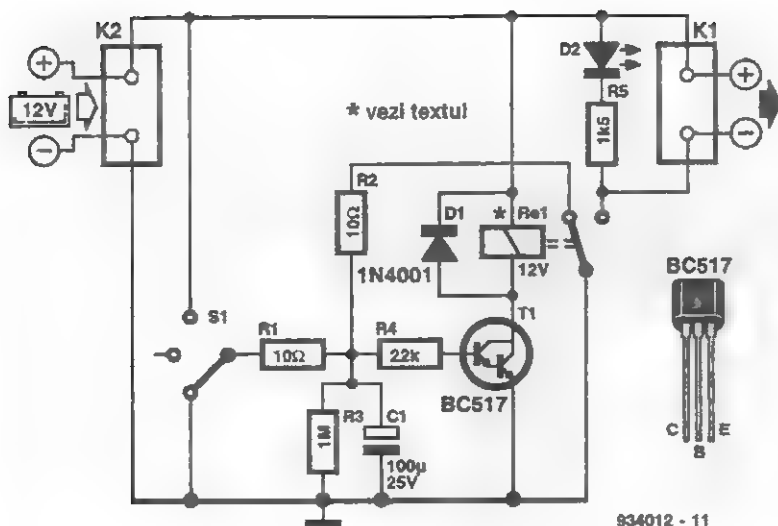 K2
K1
D2
+
+
12V
R5
* vezi textul
1k5
−
−
R2
D1
*
Re1
10Ω
1N4001
12V
BC517
S1
R1
R4
T1
10Ω
22k
BC517
R3
C1
1M
100μ
25V
C
B
E
934012 - 11